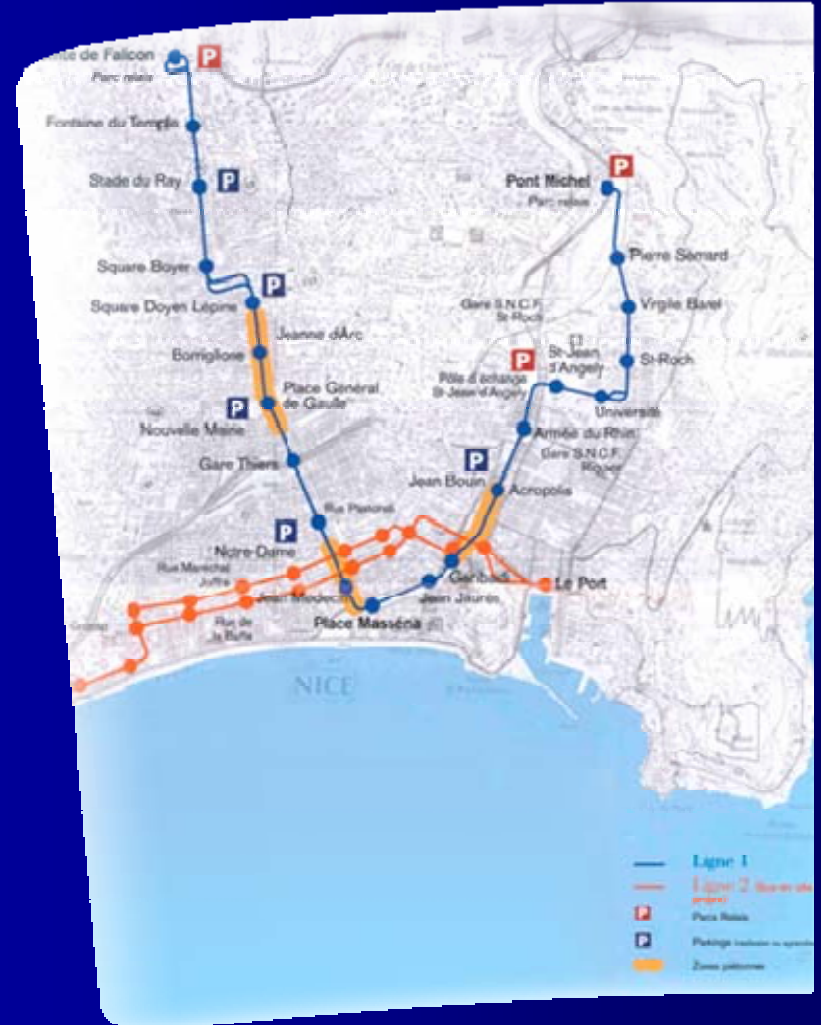 de Falicon
P
Parc relais
Fontaine du Temple
Stade du Ray
P
Square Boyer
P
Square Doyen Lépine
Jeanne d'Arc
Borriglione
Place Général
de Gaulle
P
Nouvelle Mairie
Gare Thiers
Rue Pastorelli
P
Notre-Dame
Rue Maréchal
Joffre
Jean Médecin
Rue de
la Buffa
Place Masséna
P
Pont Michel
Parc relais
Pierre Sémard
Virgile Barel
Gare S.N.C.F.
St-Roch
P
St-Jean
d'Angely
St-Roch
Pôle d'échange
St-Jean-d'Angely
Université
Armée du Rhin
Gare S.N.C.F.
Riquier
P
Jean Bouin
Acropolis
Garibaldi
Le Port
Jean Jaurès
NICE
Ligne 1
Ligne 2
P
Parcs Relais
P
Parkings
Zones piétonnes